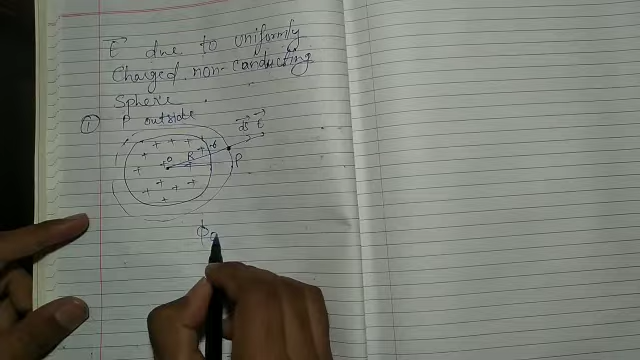 E due to uniformly
Charged non-conducting
Sphere.
① P outside
ds E
O R
P
ϕ